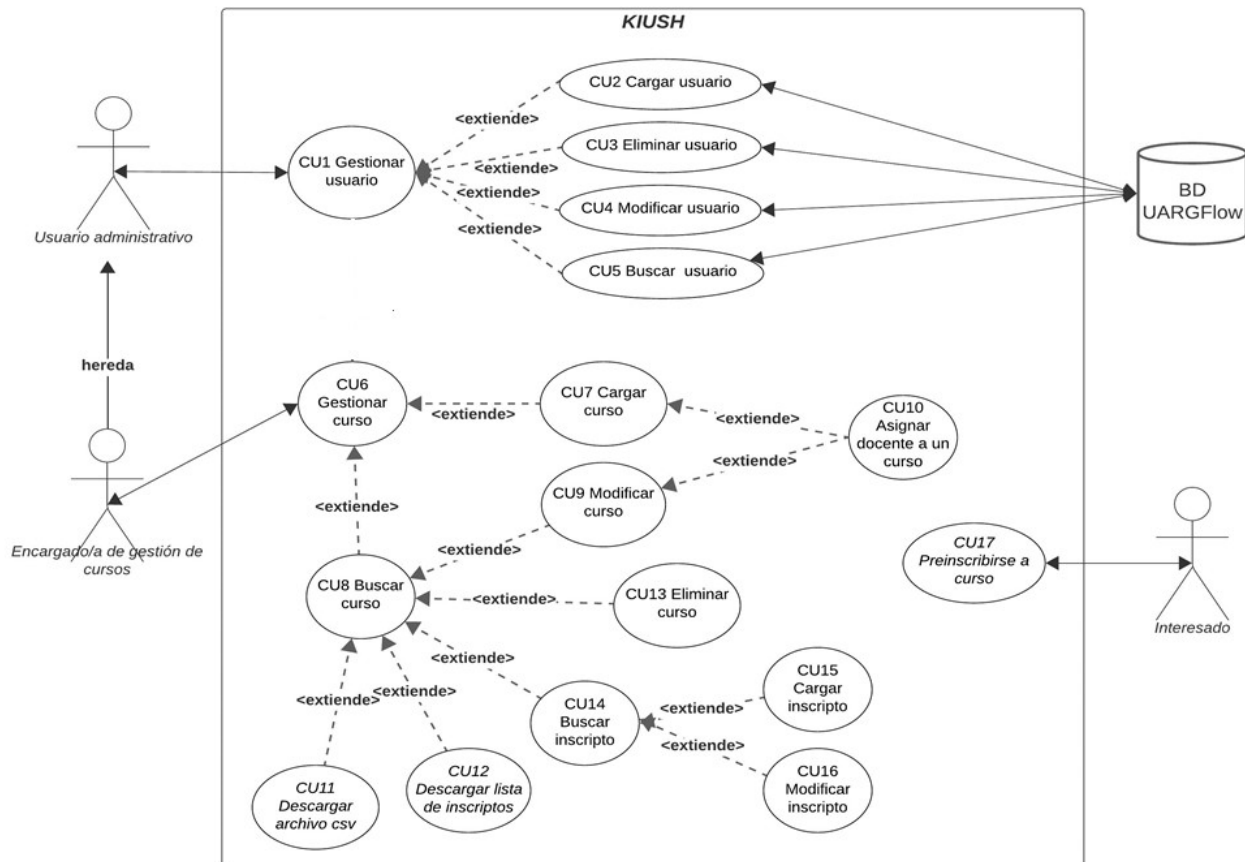 KIUSH
CU2 Cargar usuario
<extiende>
CU1 Gestionar
usuario
CU3 Eliminar usuario
<extiende>
<extiende>
CU4 Modificar usuario
<extiende>
CU5 Buscar usuario
BD
UARGFlow
Usuario administrativo
hereda
CU6
Gestionar
curso
<extiende>
CU7 Cargar
curso
<extiende>
CU10
Asignar
docente a un
curso
<extiende>
CU9 Modificar
curso
<extiende>
<extiende>
Encargado/a de gestión de
cursos
CU8 Buscar
curso
<extiende>
CU13 Eliminar
curso
CU17
Preinscribirse a
curso
Interesado
<extiende>
<extiende>
<extiende>
CU14
Buscar
inscripto
<extiende>
CU15
Cargar
inscripto
<extiende>
CU16
Modificar
inscripto
CU11
Descargar
archivo csv
CU12
Descargar lista
de inscriptos